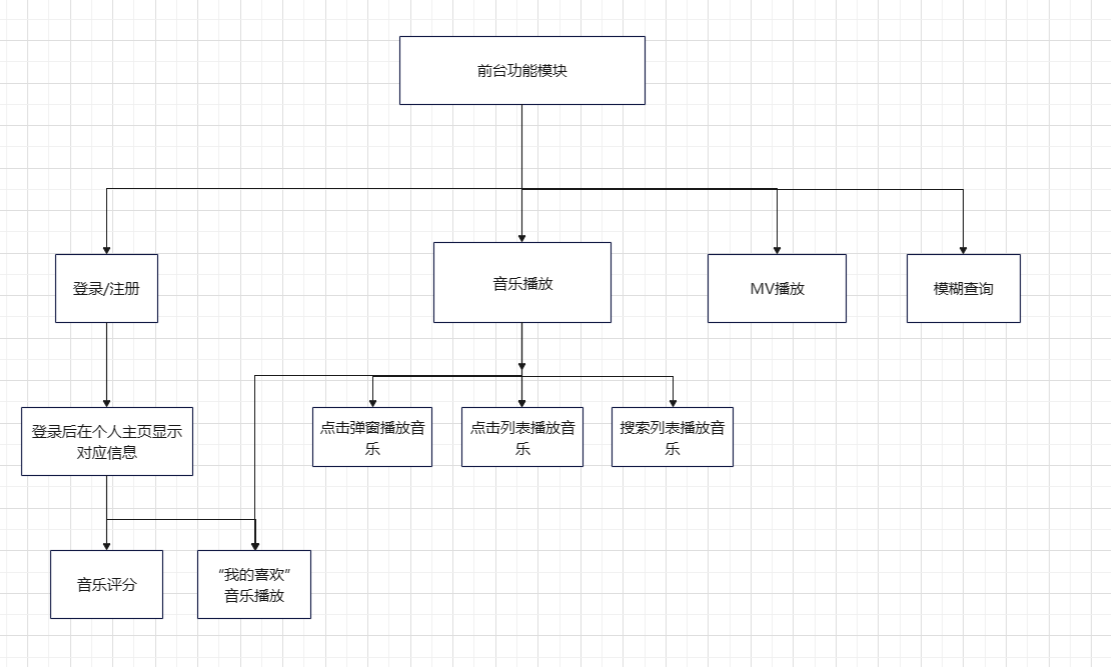 前台功能模块
登录/注册
音乐播放
MV播放
模糊查询
登录后在个人主页显示
对应信息
点击弹窗播放音
乐
点击列表播放音
乐
搜索列表播放音
乐
音乐评分
“我的喜欢”
音乐播放